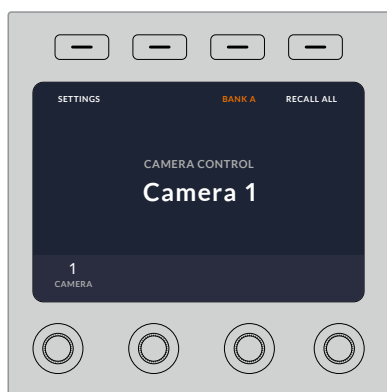 SETTINGS BANK A RECALL ALL
CAMERA CONTROL
Camera 1
1
CAMERA